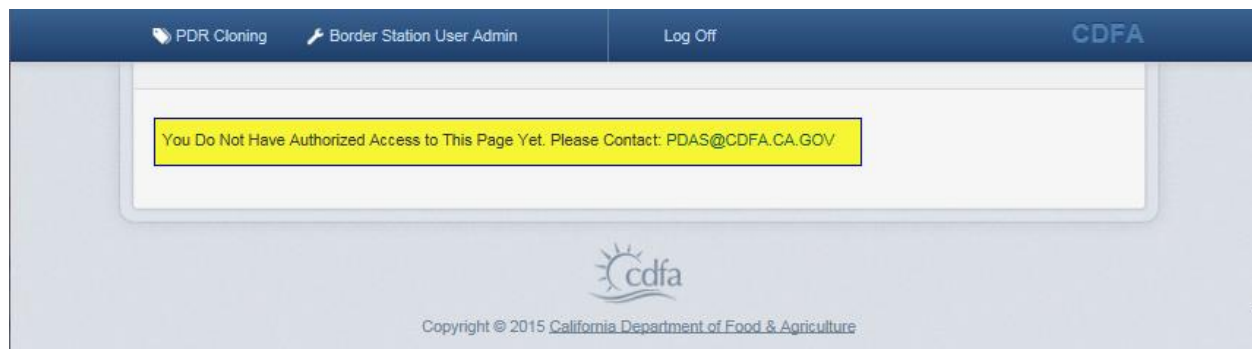 PDR Cloning Border Station User Admin Log Off CDFA
You Do Not Have Authorized Access to This Page Yet. Please Contact: PDAS@CDFA.CA.GOV
cdfa
Copyright © 2015 California Department of Food & Agriculture